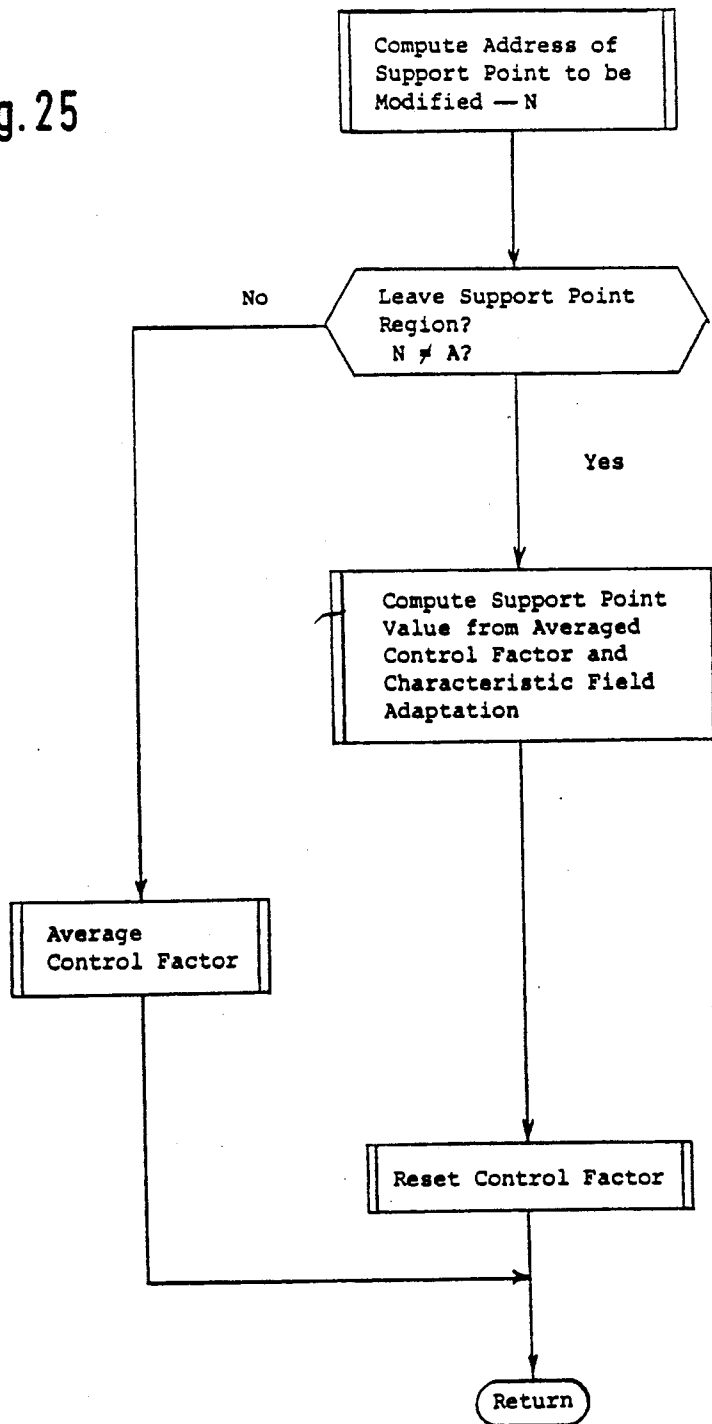 g. 25
Compute Address of
Support Point to be
Modified — N
No
Leave Support Point
Region?
N ≠ A?
Yes
Compute Support Point
Value from Averaged
Control Factor and
Characteristic Field
Adaptation
Average
Control Factor
Reset Control Factor
Return